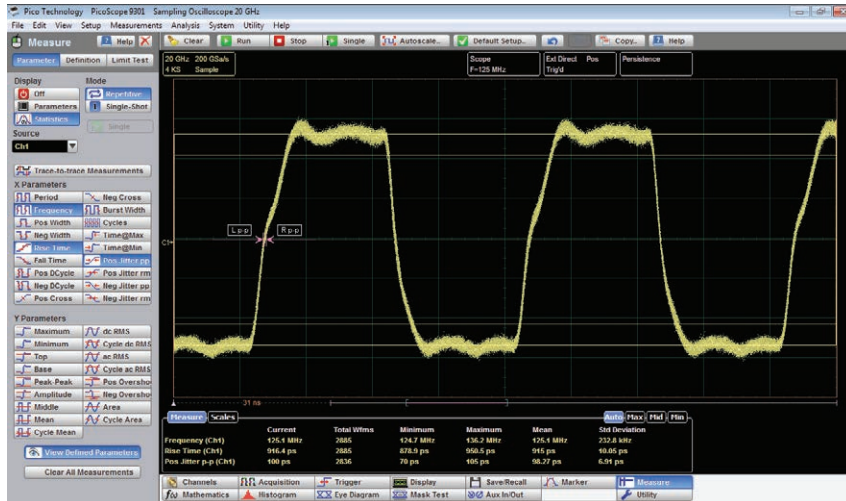 Pico Technology PicoScope 9301 Sampling Oscilloscope 20 GHz
File Edit View Setup Measurements Analysis System Utility Help
Measure Help Clear Run Stop Single Autoscale.. Default Setup.. Copy.. Help
Parameter Definition Limit Test
20 GHz 200 GSa/s
4 KS Sample
Scope
F=125 MHz
Ext Direct Pos
Trig'd
Persistence
Display Mode
Off Repetitive
Parameters Single-Shot
Statistics Single
Source
Ch1
Trace-to-trace Measurements
X Parameters
Period Neg Cross
Frequency Burst Width
Pos Width Cycles
Neg Width Time@Max
Rise Time Time@Min
Fall Time Pos Jitter pp
Pos DCycle Pos Jitter rm
Neg DCycle Neg Jitter pp
Pos Cross Neg Jitter rm
Y Parameters
Maximum dc RMS
Minimum Cycle dc RMS
Top ac RMS
Base Cycle ac RMS
Peak-Peak Pos Oversho
Amplitude Neg Oversho
Middle Area
Mean Cycle Area
Cycle Mean
View Defined Parameters
Clear All Measurements
L p-p R p-p
C1
31 ns
Measure Scales Auto Max Mid Min
Current Total Wfms Minimum Maximum Mean Std Deviation
Frequency (Ch1) 125.1 MHz 2885 124.7 MHz 136.2 MHz 125.1 MHz 232.8 kHz
Rise Time (Ch1) 916.4 ps 2885 878.9 ps 950.5 ps 915 ps 10.05 ps
Pos Jitter p-p (Ch1) 100 ps 2836 70 ps 105 ps 98.27 ps 6.91 ps
Channels Acquisition Trigger Display Save/Recall Marker Measure
Mathematics Histogram Eye Diagram Mask Test Aux In/Out Utility